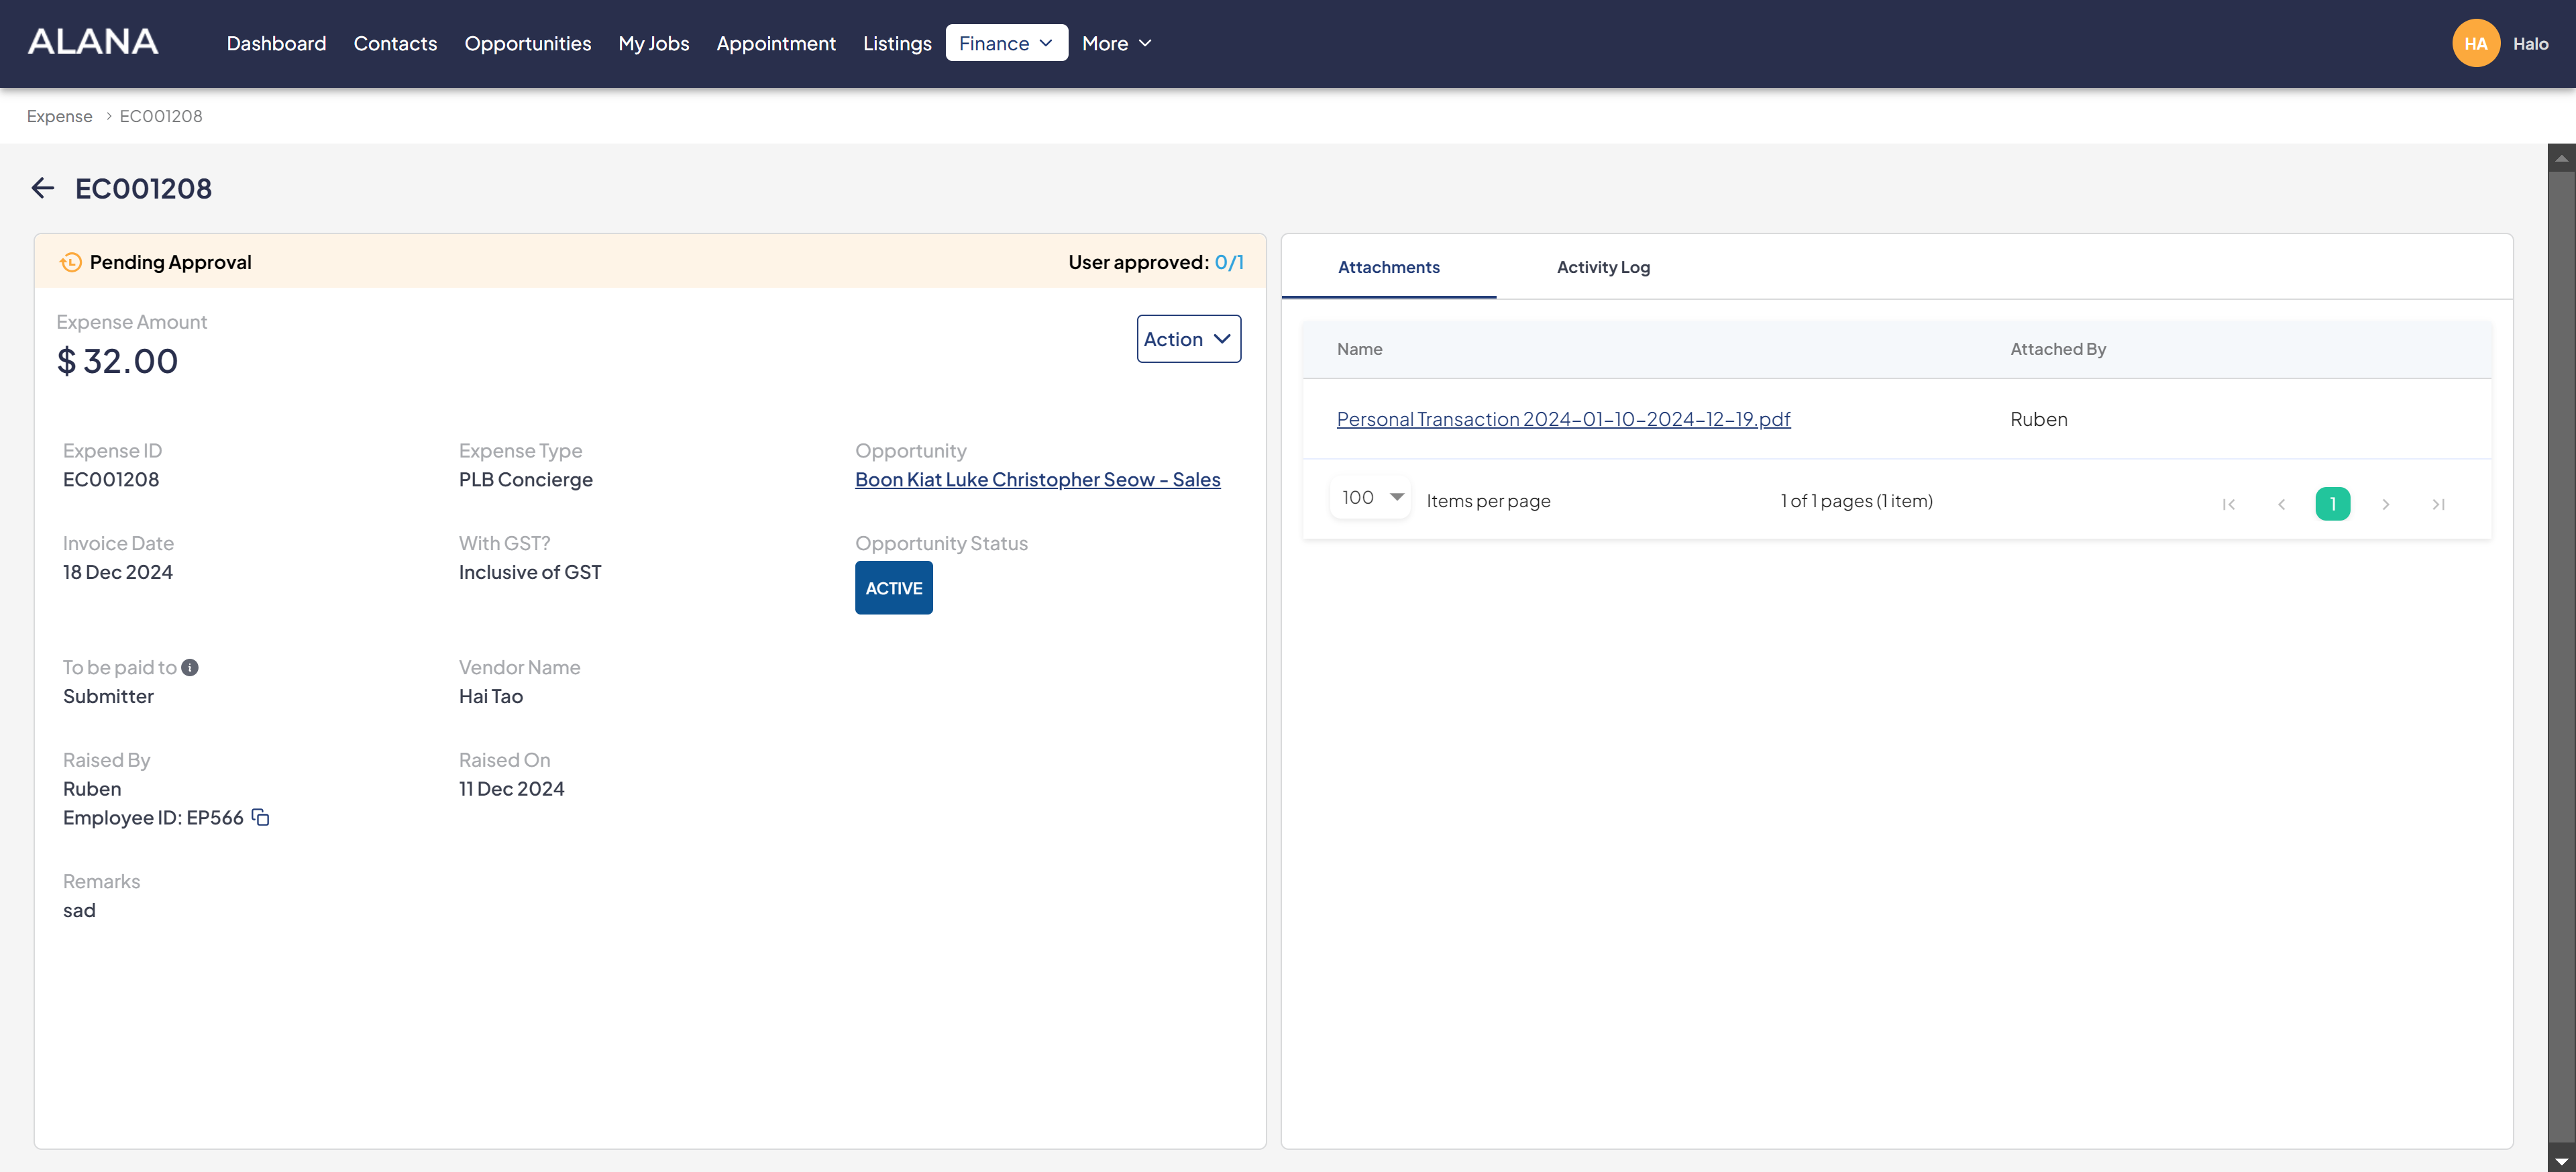 ALANA
Dashboard Contacts Opportunities My Jobs Appointment Listings Finance More
HA Halo
Expense > EC001208
EC001208
Pending Approval User approved: 0/1
Expense Amount
$ 32.00
Action
Expense ID Expense Type Opportunity
EC001208 PLB Concierge Boon Kiat Luke Christopher Seow - Sales
Invoice Date With GST? Opportunity Status
18 Dec 2024 Inclusive of GST ACTIVE
To be paid to Vendor Name
Submitter Hai Tao
Raised By Raised On
Ruben 11 Dec 2024
Employee ID: EP566
Remarks
sad
Attachments Activity Log
Name Attached By
Personal Transaction 2024-01-10-2024-12-19.pdf Ruben
100 Items per page 1 of 1 pages (1 item) 1